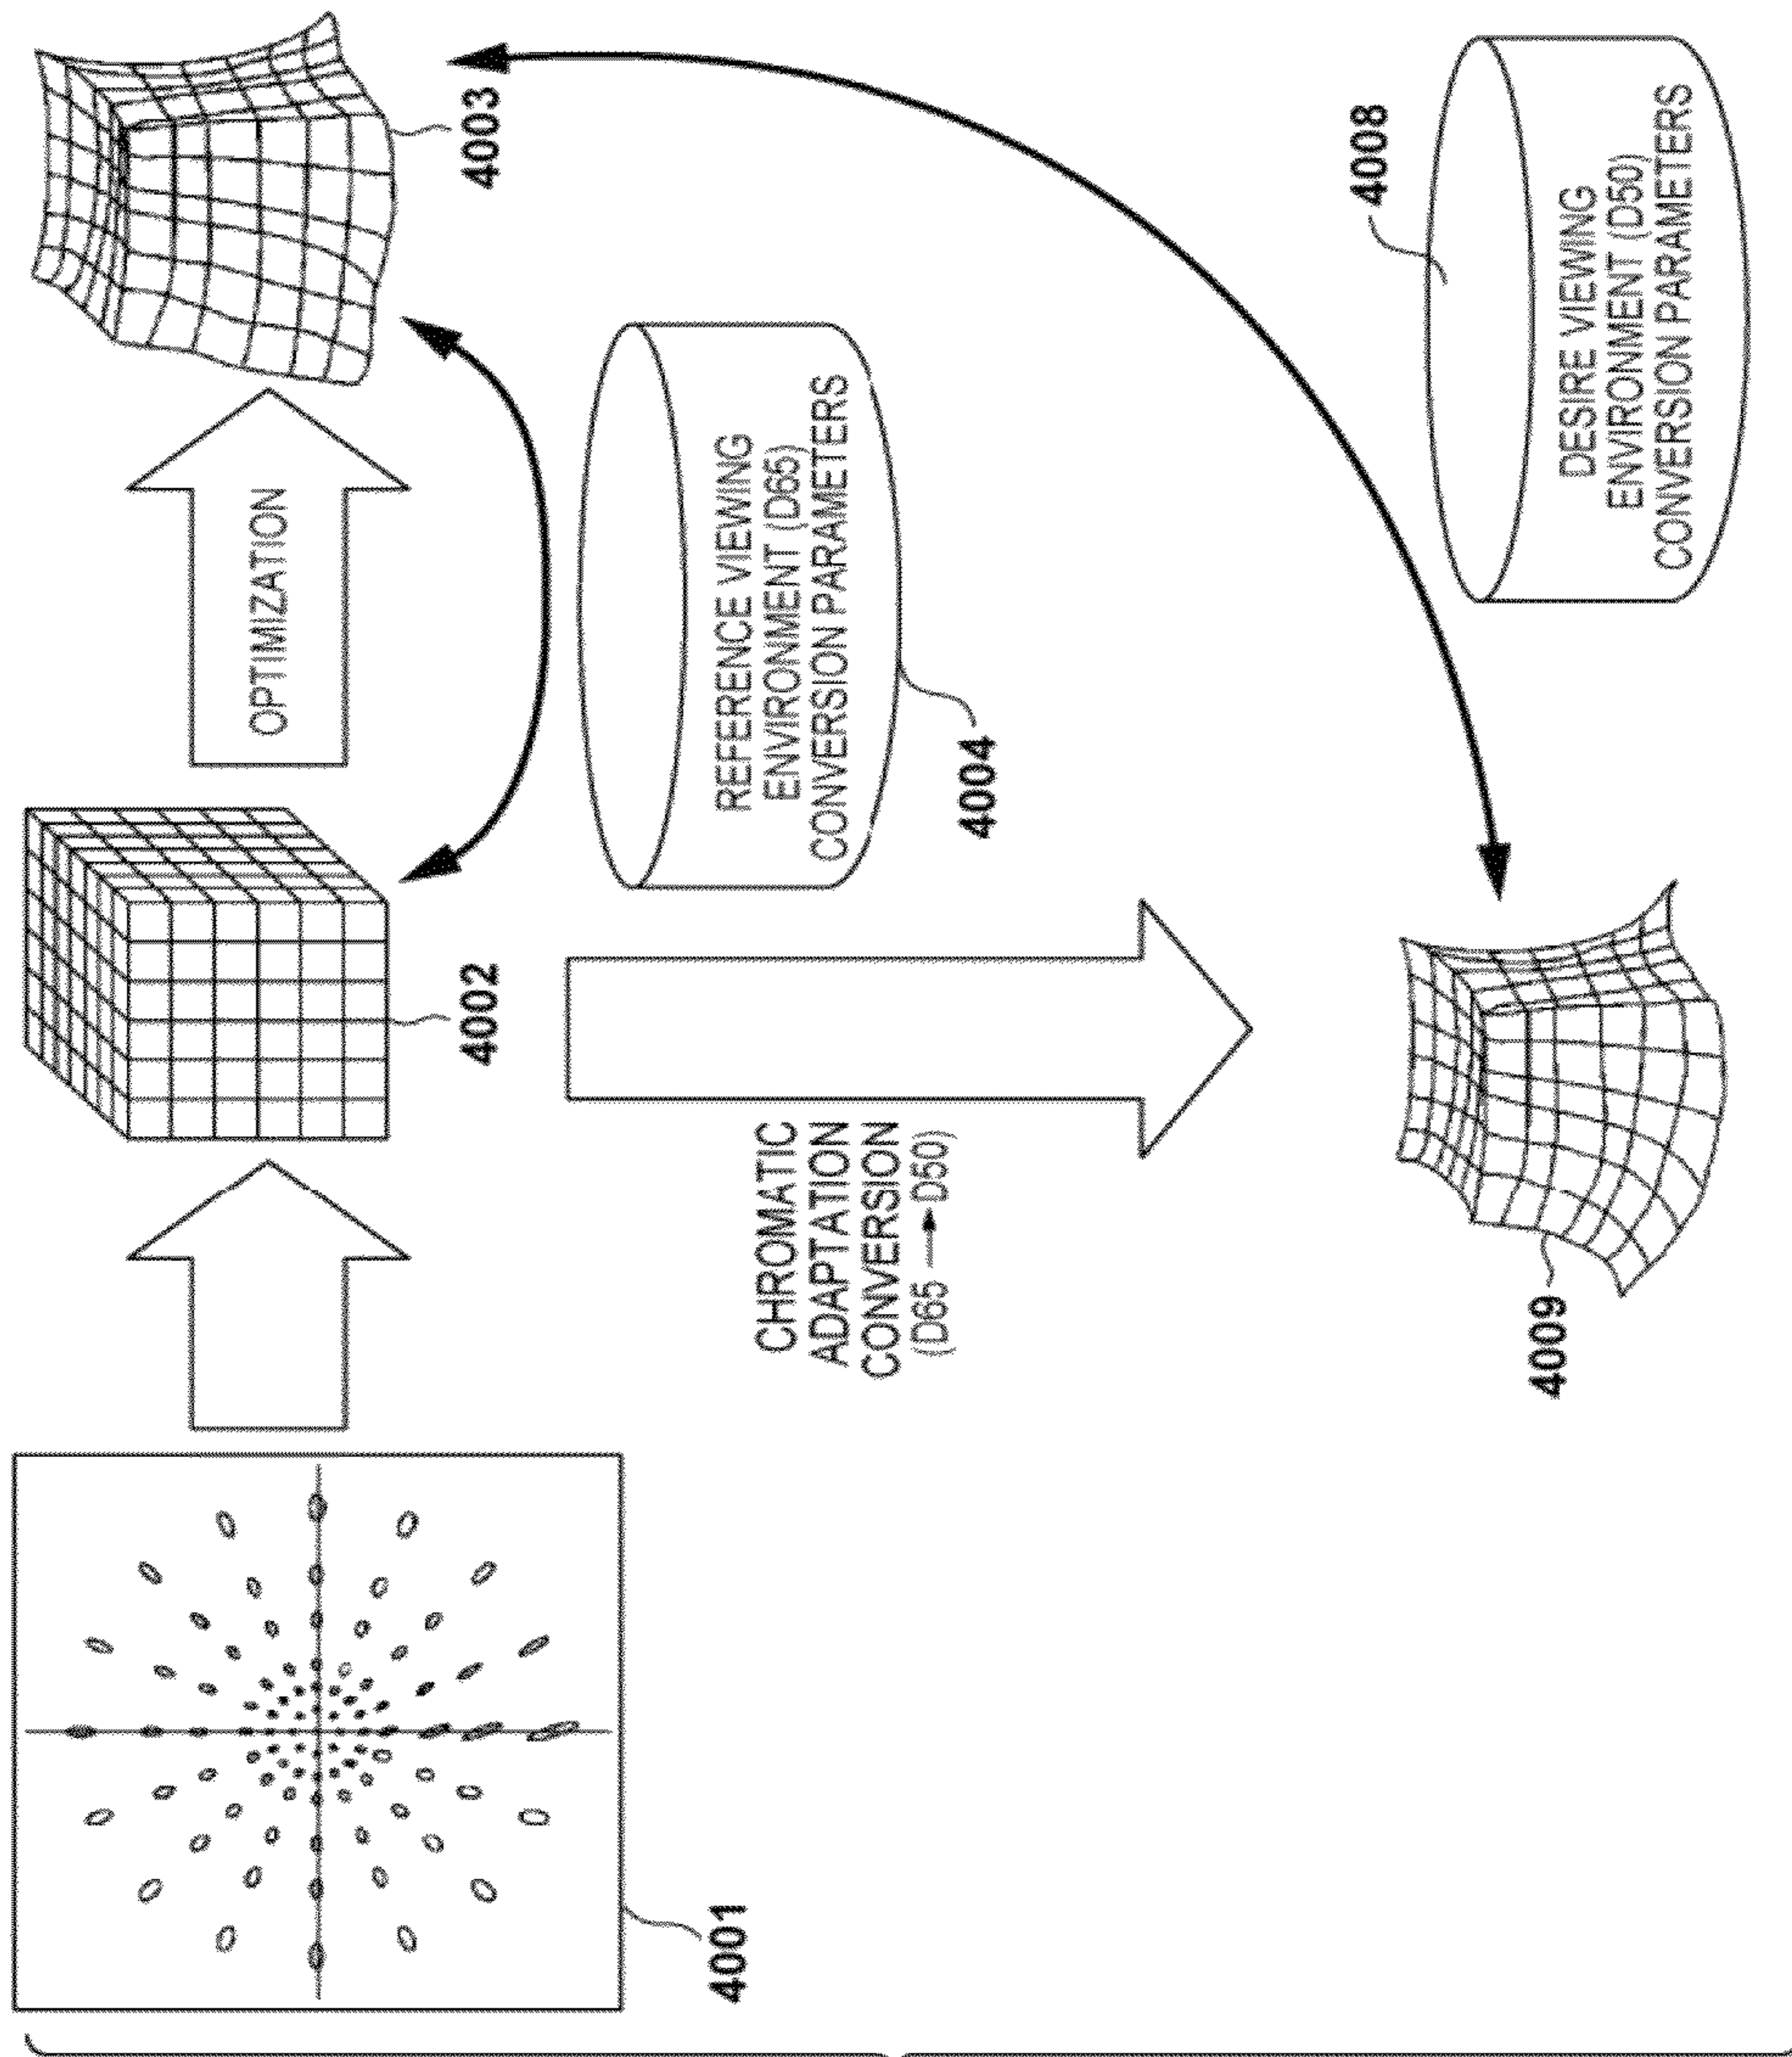 4001
4002
OPTIMIZATION
4003
REFERENCE VIEWING
ENVIRONMENT (D65)
CONVERSION PARAMETERS
4004
CHROMATIC
ADAPTATION
CONVERSION
(D65 → D50)
4009
4008
DESIRE VIEWING
ENVIRONMENT (D50)
CONVERSION PARAMETERS